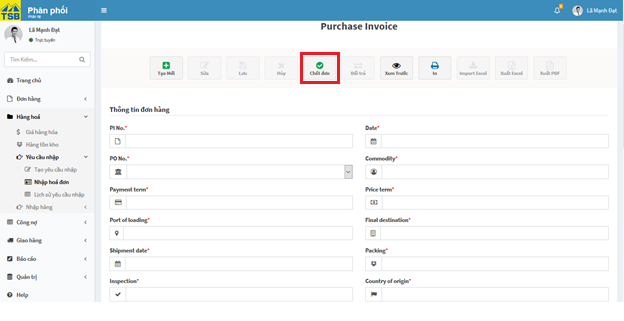 TSB
Phân phối
Phân hệ
8
Lã Mạnh Đạt
Lã Mạnh Đạt
Trực tuyến
Tìm Kiếm...
Trang chủ
Đơn hàng
Hàng hoá
Giá hàng hóa
Hàng tồn kho
Yêu cầu nhập
Tạo yêu cầu nhập
Nhập hoá đơn
Lịch sử yêu cầu nhập
Nhập hàng
Công nợ
Giao hàng
Báo cáo
Quản trị
Help
Purchase Invoice
Tạo Mới
Sửa
Lưu
Hủy
Chốt đơn
Đổi trả
Xem Trước
In
Import Excel
Xuất Excel
Xuất PDF
Thông tin đơn hàng
PI No.*
Date*
PO No.*
Commodity*
Payment term*
Price term*
Port of loading*
Final destination*
Shipment date*
Packing*
Inspection*
Country of origin*